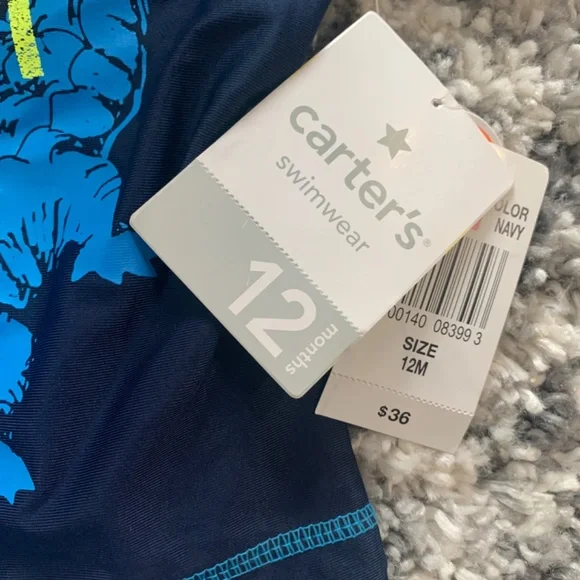 carter's®
swimwear
12
months
COLOR
NAVY
00140 08399 3
SIZE
12M
$36